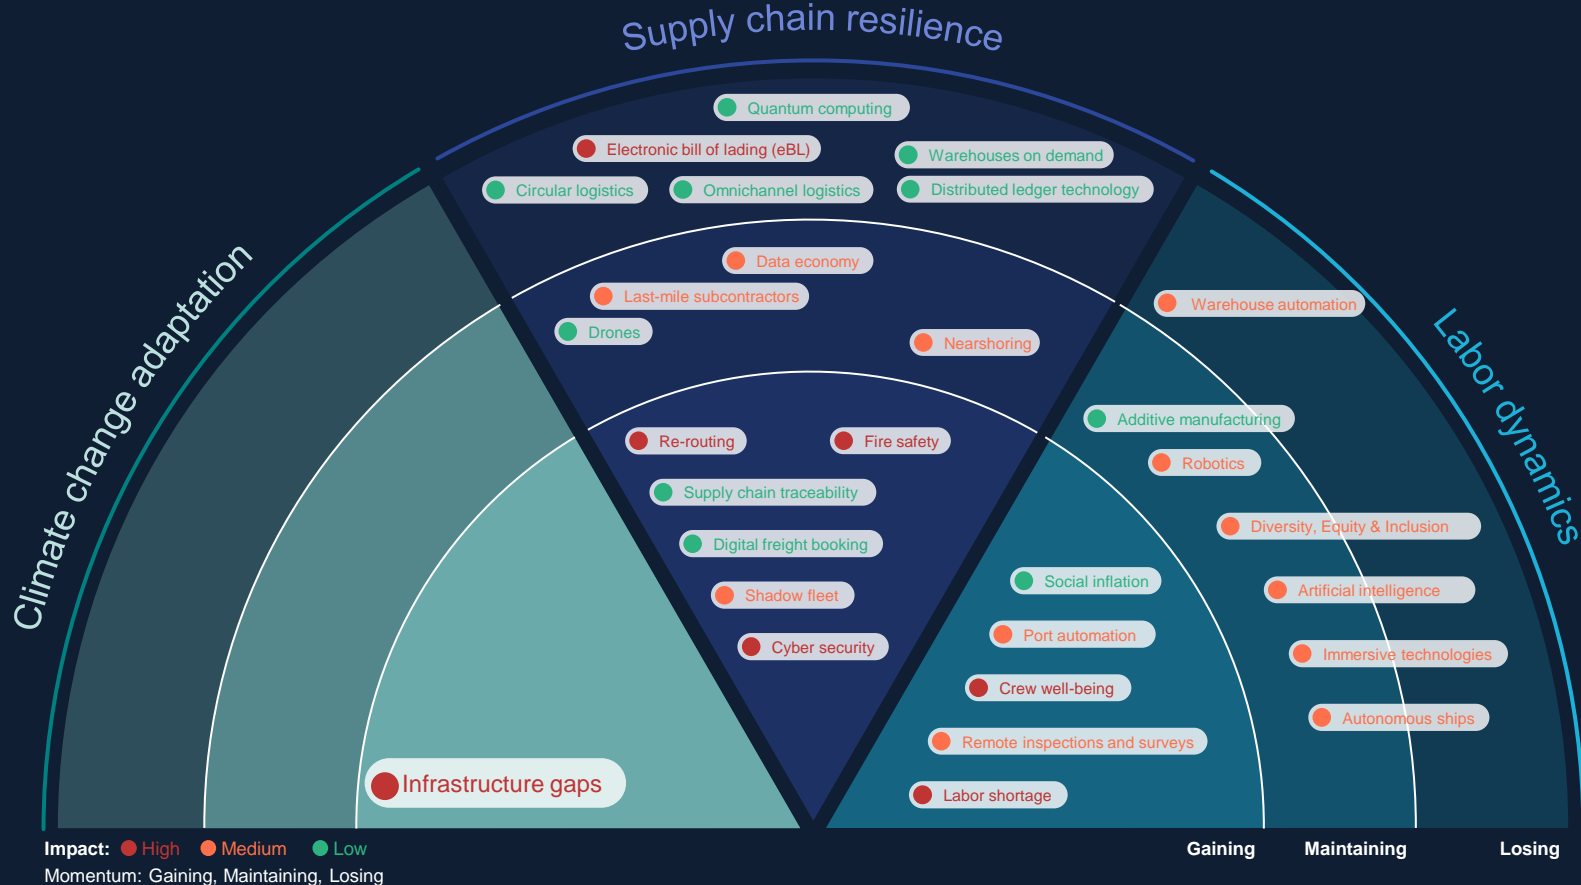 Supply chain resilience
Quantum computing
Electronic bill of lading (eBL)
Warehouses on demand
Circular logistics
Omnichannel logistics
Distributed ledger technology
Data economy
Last-mile subcontractors
Drones
Nearshoring
Re-routing
Fire safety
Supply chain traceability
Digital freight booking
Shadow fleet
Cyber security
Climate change adaptation
Infrastructure gaps
Labor dynamics
Warehouse automation
Additive manufacturing
Robotics
Diversity, Equity & Inclusion
Social inflation
Artificial intelligence
Port automation
Immersive technologies
Crew well-being
Autonomous ships
Remote inspections and surveys
Labor shortage
Impact: High Medium Low
Gaining Maintaining Losing
Momentum: Gaining, Maintaining, Losing